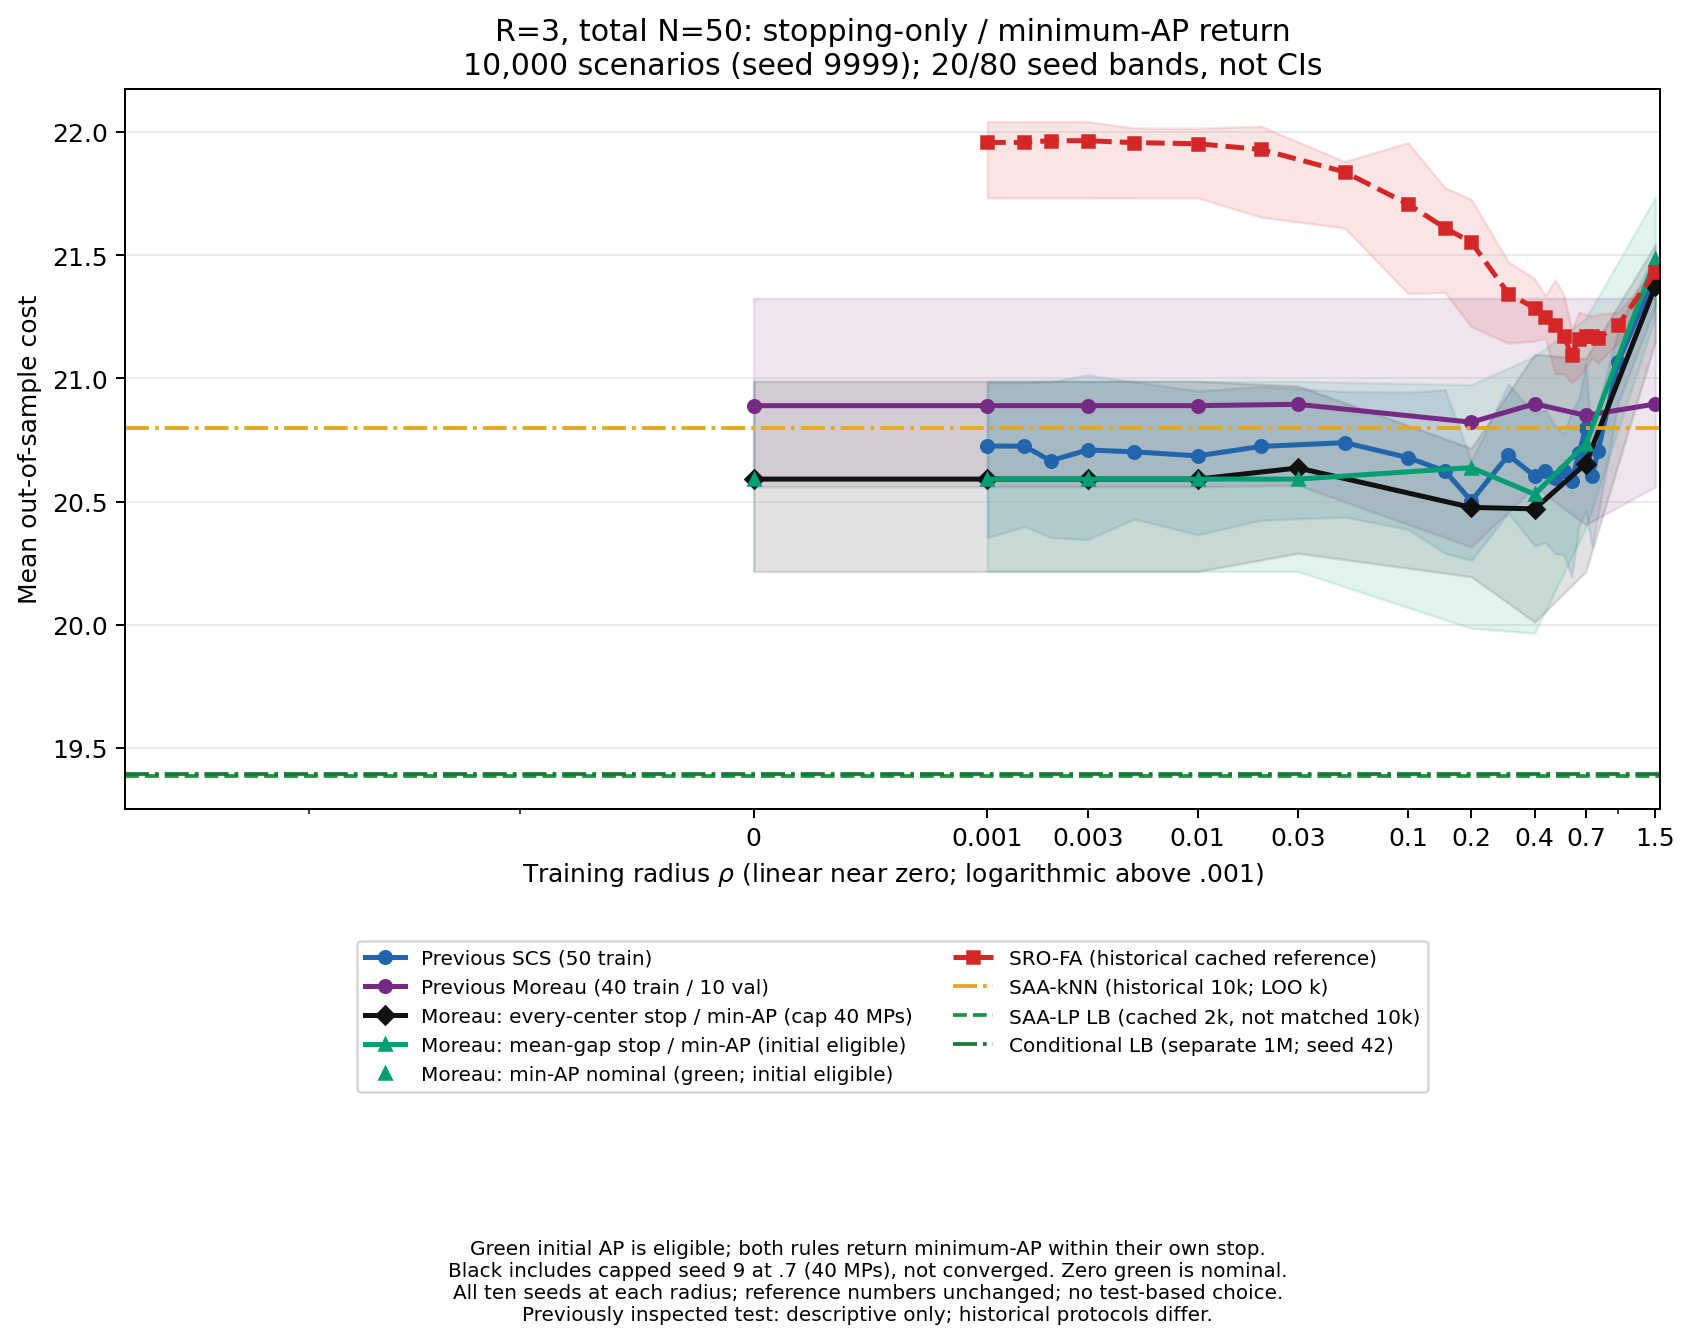 R=3, total N=50: stopping-only / minimum-AP return
10,000 scenarios (seed 9999); 20/80 seed bands, not CIs
Mean out-of-sample cost
22.0
21.5
21.0
20.5
20.0
19.5
0
0.001
0.003
0.01
0.03
0.1
0.2
0.4
0.7
1.5
Training radius ρ (linear near zero; logarithmic above .001)
Previous SCS (50 train)
Previous Moreau (40 train / 10 val)
Moreau: every-center stop / min-AP (cap 40 MPs)
Moreau: mean-gap stop / min-AP (initial eligible)
Moreau: min-AP nominal (green; initial eligible)
SRO-FA (historical cached reference)
SAA-kNN (historical 10k; LOO k)
SAA-LP LB (cached 2k, not matched 10k)
Conditional LB (separate 1M; seed 42)
Green initial AP is eligible; both rules return minimum-AP within their own stop.
Black includes capped seed 9 at .7 (40 MPs), not converged. Zero green is nominal.
All ten seeds at each radius; reference numbers unchanged; no test-based choice.
Previously inspected test: descriptive only; historical protocols differ.